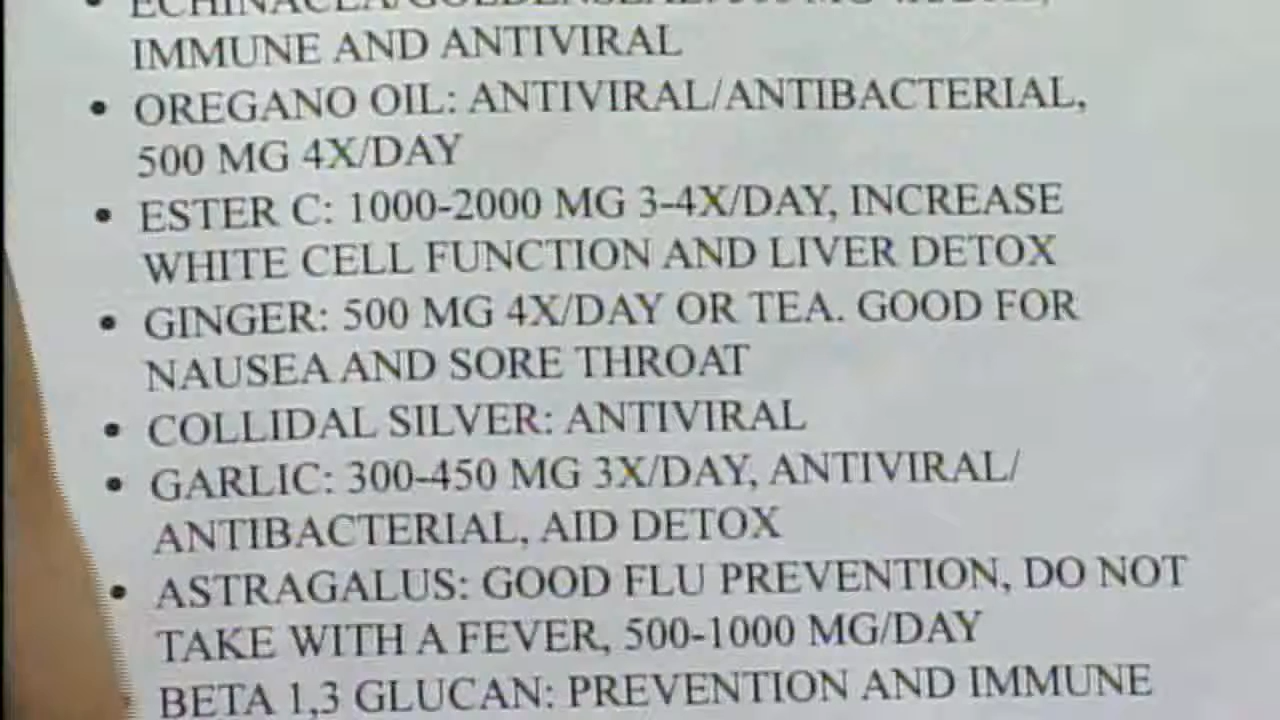 IMMUNE AND ANTIVIRAL
• OREGANO OIL: ANTIVIRAL/ANTIBACTERIAL,
500 MG 4X/DAY
• ESTER C: 1000-2000 MG 3-4X/DAY, INCREASE
WHITE CELL FUNCTION AND LIVER DETOX
• GINGER: 500 MG 4X/DAY OR TEA. GOOD FOR
NAUSEA AND SORE THROAT
• COLLIDAL SILVER: ANTIVIRAL
• GARLIC: 300-450 MG 3X/DAY, ANTIVIRAL/
ANTIBACTERIAL, AID DETOX
• ASTRAGALUS: GOOD FLU PREVENTION, DO NOT
TAKE WITH A FEVER, 500-1000 MG/DAY
BETA 1,3 GLUCAN: PREVENTION AND IMMUNE